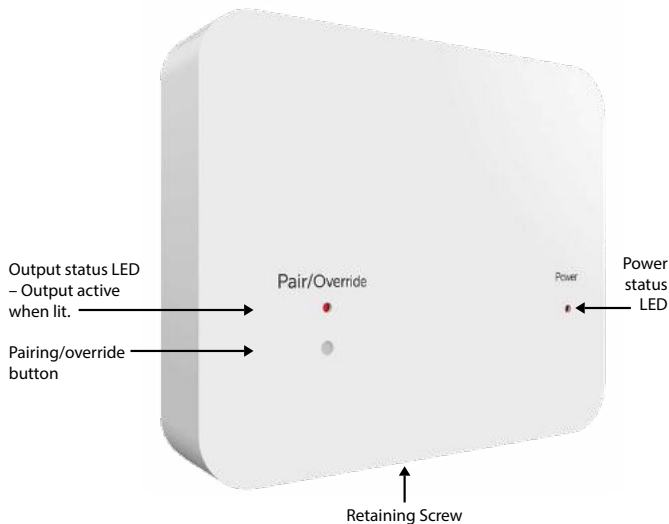 Output status LED
– Output active
when lit.
Pairing/override
button
Pair/Override
Power
Power
status
LED
Retaining Screw